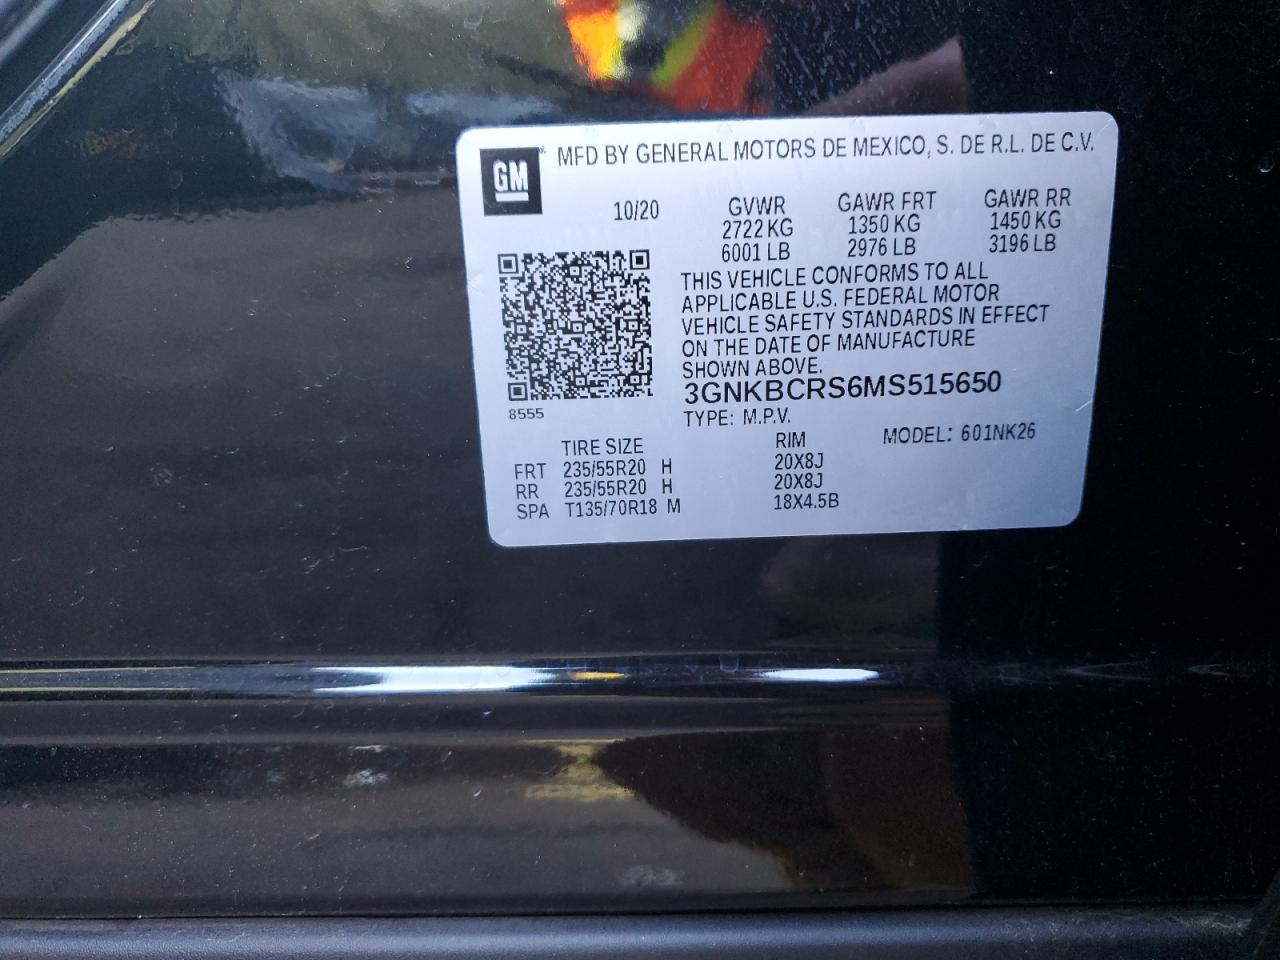 GM
MFD BY GENERAL MOTORS DE MEXICO, S. DE R.L. DE C.V.
10/20 GVWR GAWR FRT GAWR RR
2722 KG 1350 KG 1450 KG
6001 LB 2976 LB 3196 LB
THIS VEHICLE CONFORMS TO ALL
APPLICABLE U.S. FEDERAL MOTOR
VEHICLE SAFETY STANDARDS IN EFFECT
ON THE DATE OF MANUFACTURE
SHOWN ABOVE.
3GNKBCRS6MS515650
8555
TYPE: M.P.V.
TIRE SIZE RIM MODEL: 601NK26
FRT 235/55R20 H 20X8J
RR 235/55R20 H 20X8J
SPA T135/70R18 M 18X4.5B